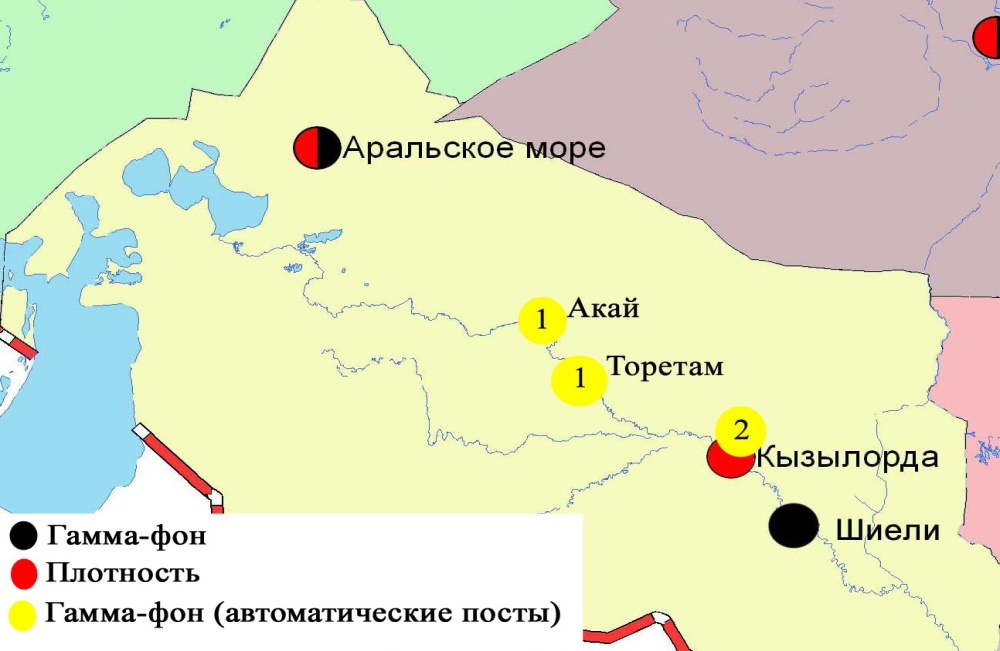 Аральское море
1 Акай
1 Торетам
2
Кызылорда
Шиели
Гамма-фон
Плотность
Гамма-фон (автоматические посты)